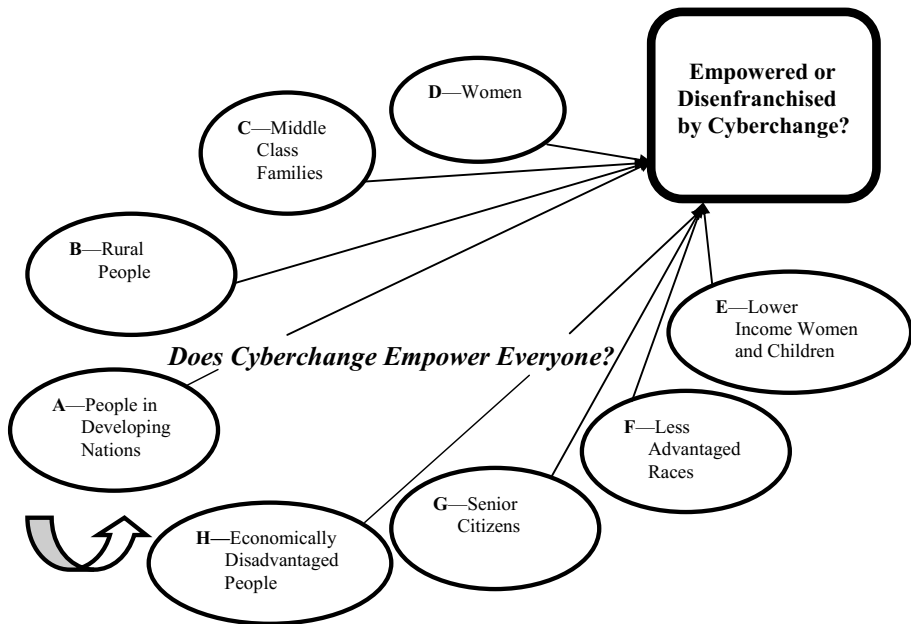 Empowered or
Disenfranchised
by Cyberchange?
D—Women
C—Middle
Class
Families
B—Rural
People
E—Lower
Income Women
and Children
Does Cyberchange Empower Everyone?
A—People in
Developing
Nations
F—Less
Advantaged
Races
G—Senior
Citizens
H—Economically
Disadvantaged
People